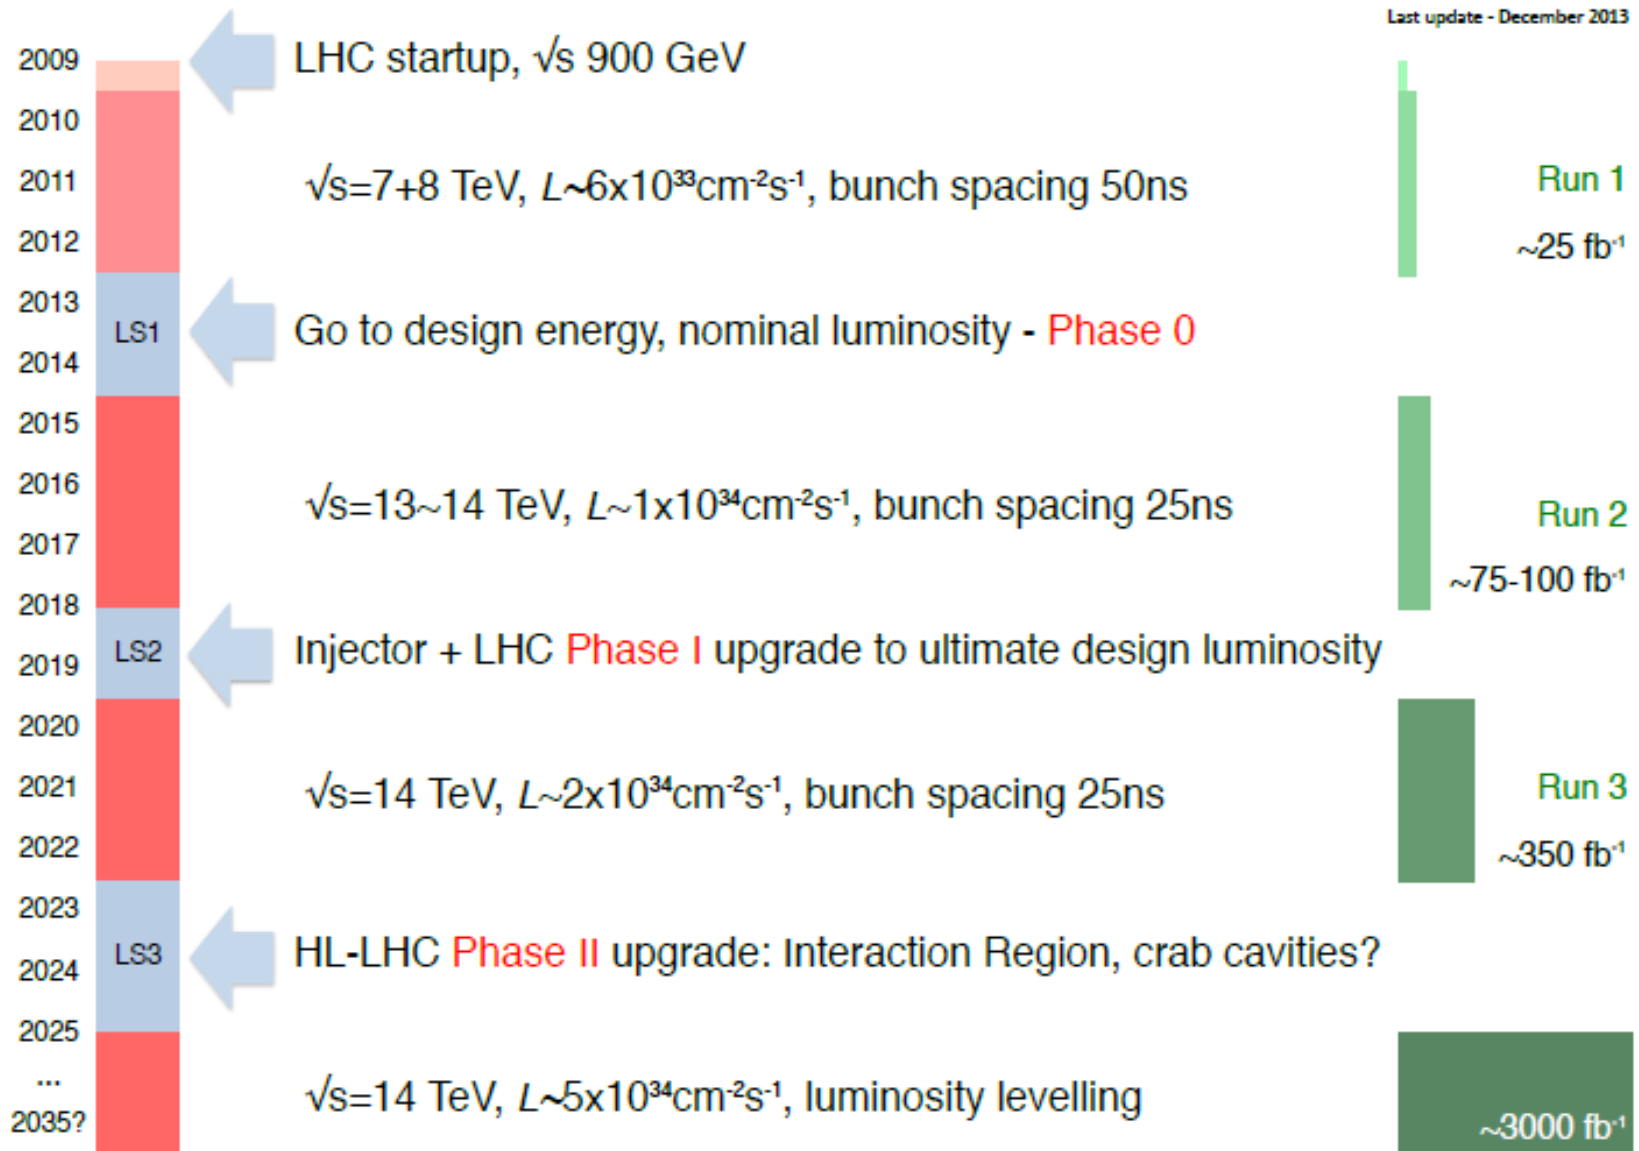 Last update - December 2013
2009
LHC startup, √s 900 GeV
2010
2011
√s=7+8 TeV, L~6x10³³cm⁻²s⁻¹, bunch spacing 50ns
Run 1
2012
~25 fb⁻¹
2013
LS1
Go to design energy, nominal luminosity - Phase 0
2014
2015
2016
√s=13~14 TeV, L~1x10³⁴cm⁻²s⁻¹, bunch spacing 25ns
Run 2
2017
~75-100 fb⁻¹
2018
LS2
Injector + LHC Phase I upgrade to ultimate design luminosity
2019
2020
2021
√s=14 TeV, L~2x10³⁴cm⁻²s⁻¹, bunch spacing 25ns
Run 3
2022
~350 fb⁻¹
2023
LS3
HL-LHC Phase II upgrade: Interaction Region, crab cavities?
2024
2025
...
√s=14 TeV, L~5x10³⁴cm⁻²s⁻¹, luminosity levelling
2035?
~3000 fb⁻¹